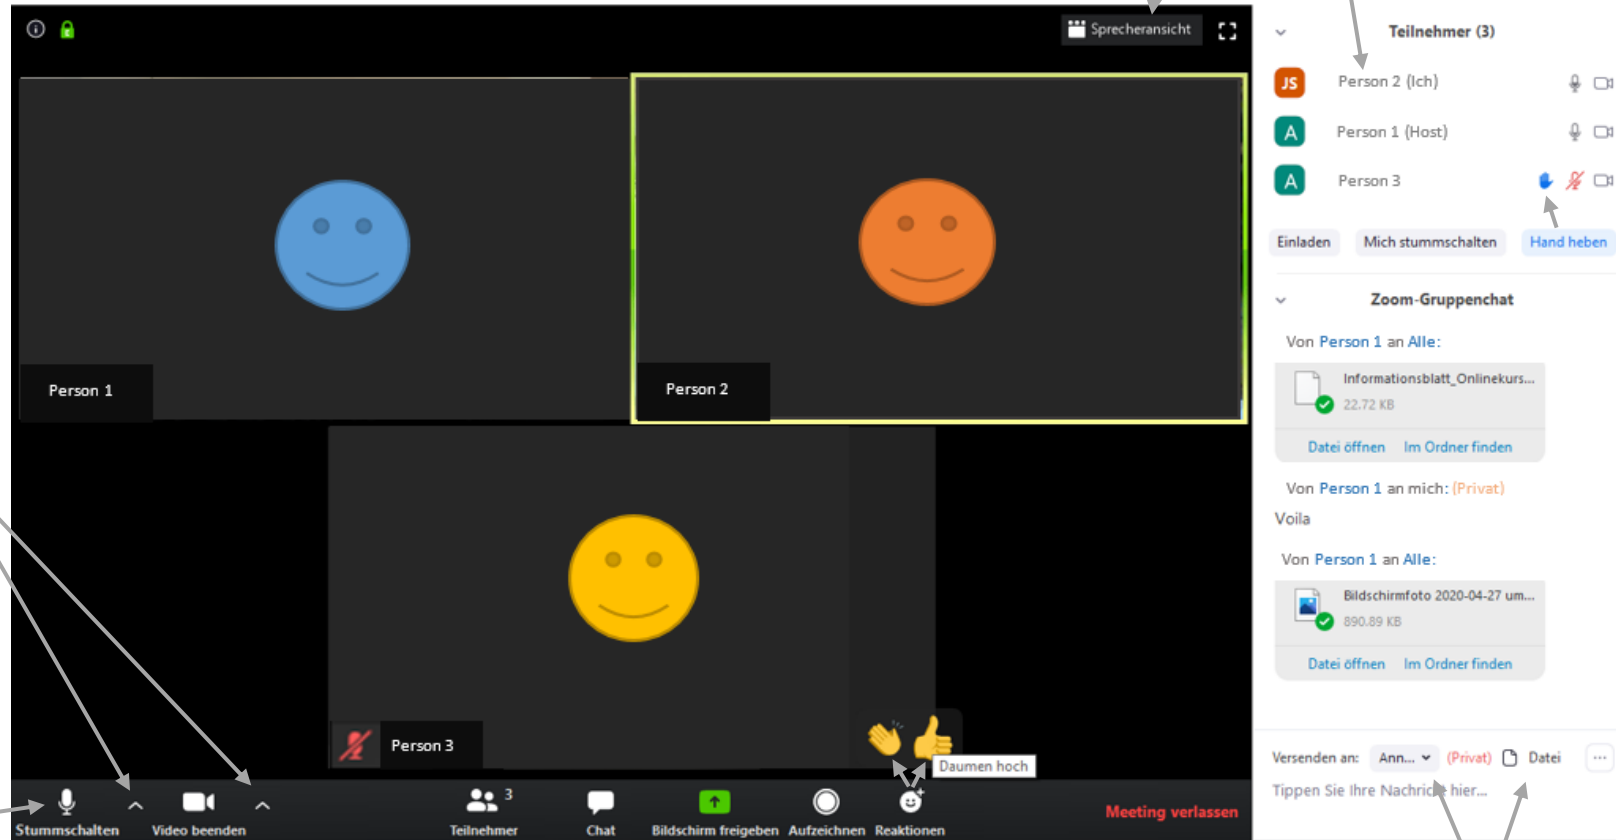 Sprecheransicht
Person 1
Person 2
Person 3
Daumen hoch
Stummschalten
Video beenden
3
Teilnehmer
Chat
Bildschirm freigeben
Aufzeichnen
Reaktionen
Meeting verlassen
Teilnehmer (3)
JS Person 2 (Ich)
A Person 1 (Host)
A Person 3
Einladen Mich stummschalten Hand heben
Zoom-Gruppenchat
Von Person 1 an Alle:
Informationsblatt_Onlinekurs...
22.72 KB
Datei öffnen Im Ordner finden
Von Person 1 an mich: (Privat)
Voila
Von Person 1 an Alle:
Bildschirmfoto 2020-04-27 um...
890.89 KB
Datei öffnen Im Ordner finden
Versenden an: Ann... (Privat) Datei ...
Tippen Sie Ihre Nachricht hier...